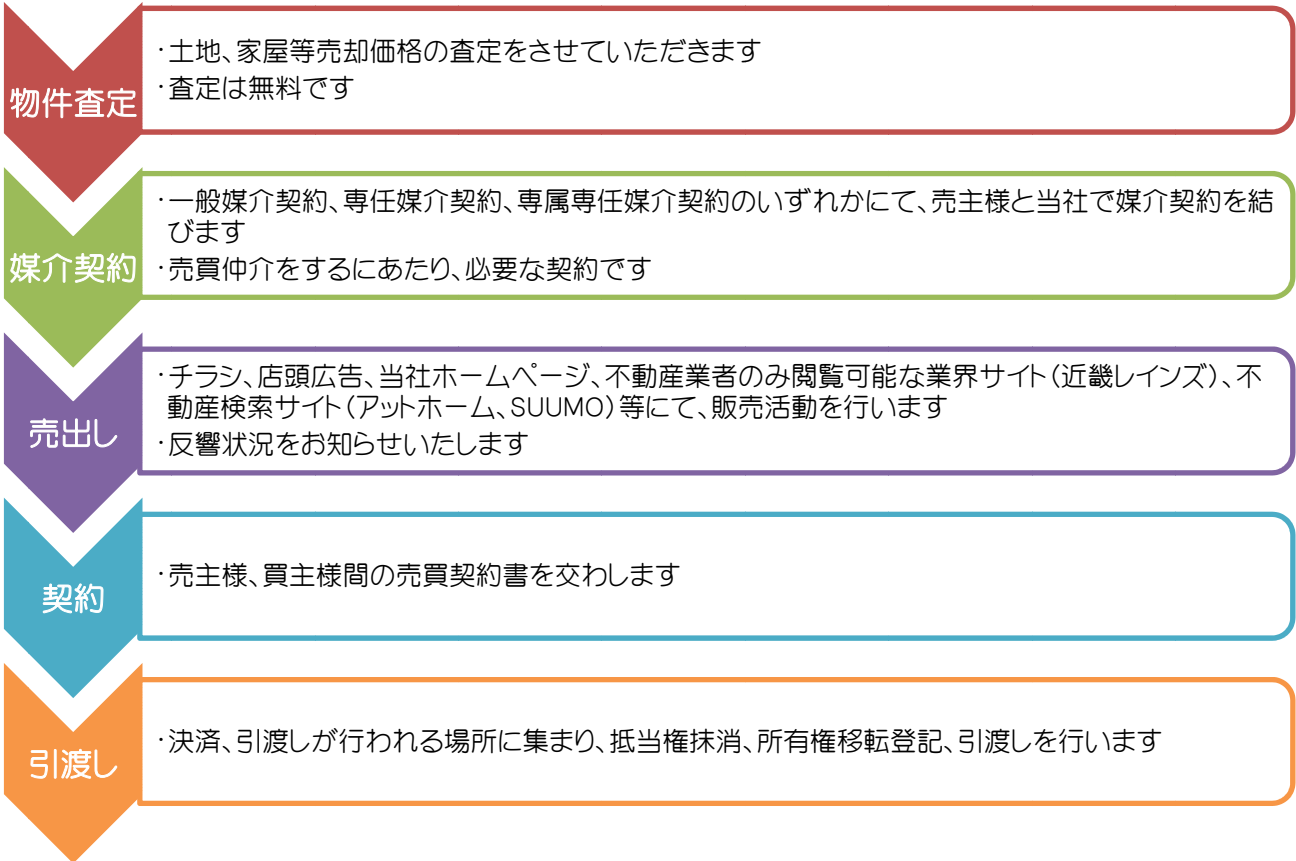 物件査定
・土地、家屋等売却価格の査定をさせていただきます
・査定は無料です
媒介契約
・一般媒介契約、専任媒介契約、専属専任媒介契約のいずれかにて、売主様と当社で媒介契約を結
びます
・売買仲介をするにあたり、必要な契約です
売出し
・チラシ、店頭広告、当社ホームページ、不動産業者のみ閲覧可能な業界サイト（近畿レインズ）、不
動産検索サイト（アットホーム、SUUMO）等にて、販売活動を行います
・反響状況をお知らせいたします
契約
・売主様、買主様間の売買契約書を交わします
引渡し
・決済、引渡しが行われる場所に集まり、抵当権抹消、所有権移転登記、引渡しを行います